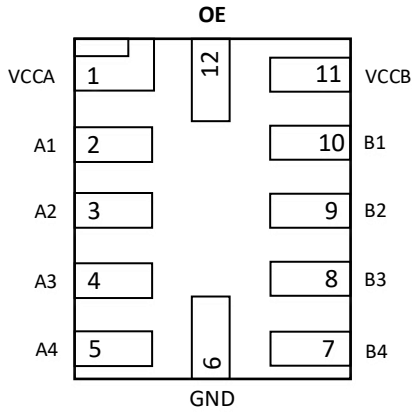 OE
VCCA 1 12 11 VCCB
A1 2 10 B1
A2 3 9 B2
A3 4 8 B3
A4 5 6 7 B4
GND